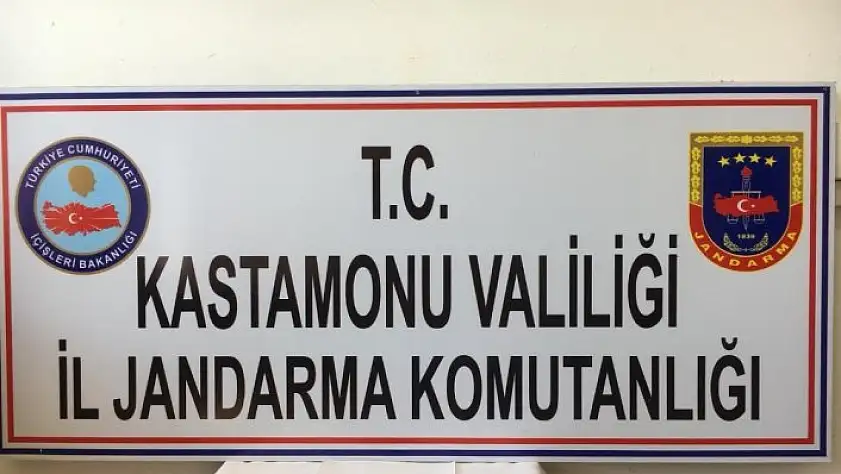 T.C.
KASTAMONU VALİLİĞİ
İL JANDARMA KOMUTANLIĞI
TÜRKİYE CUMHURİYETİ
İÇİŞLERİ BAKANLIĞI
1839
JANDARMA